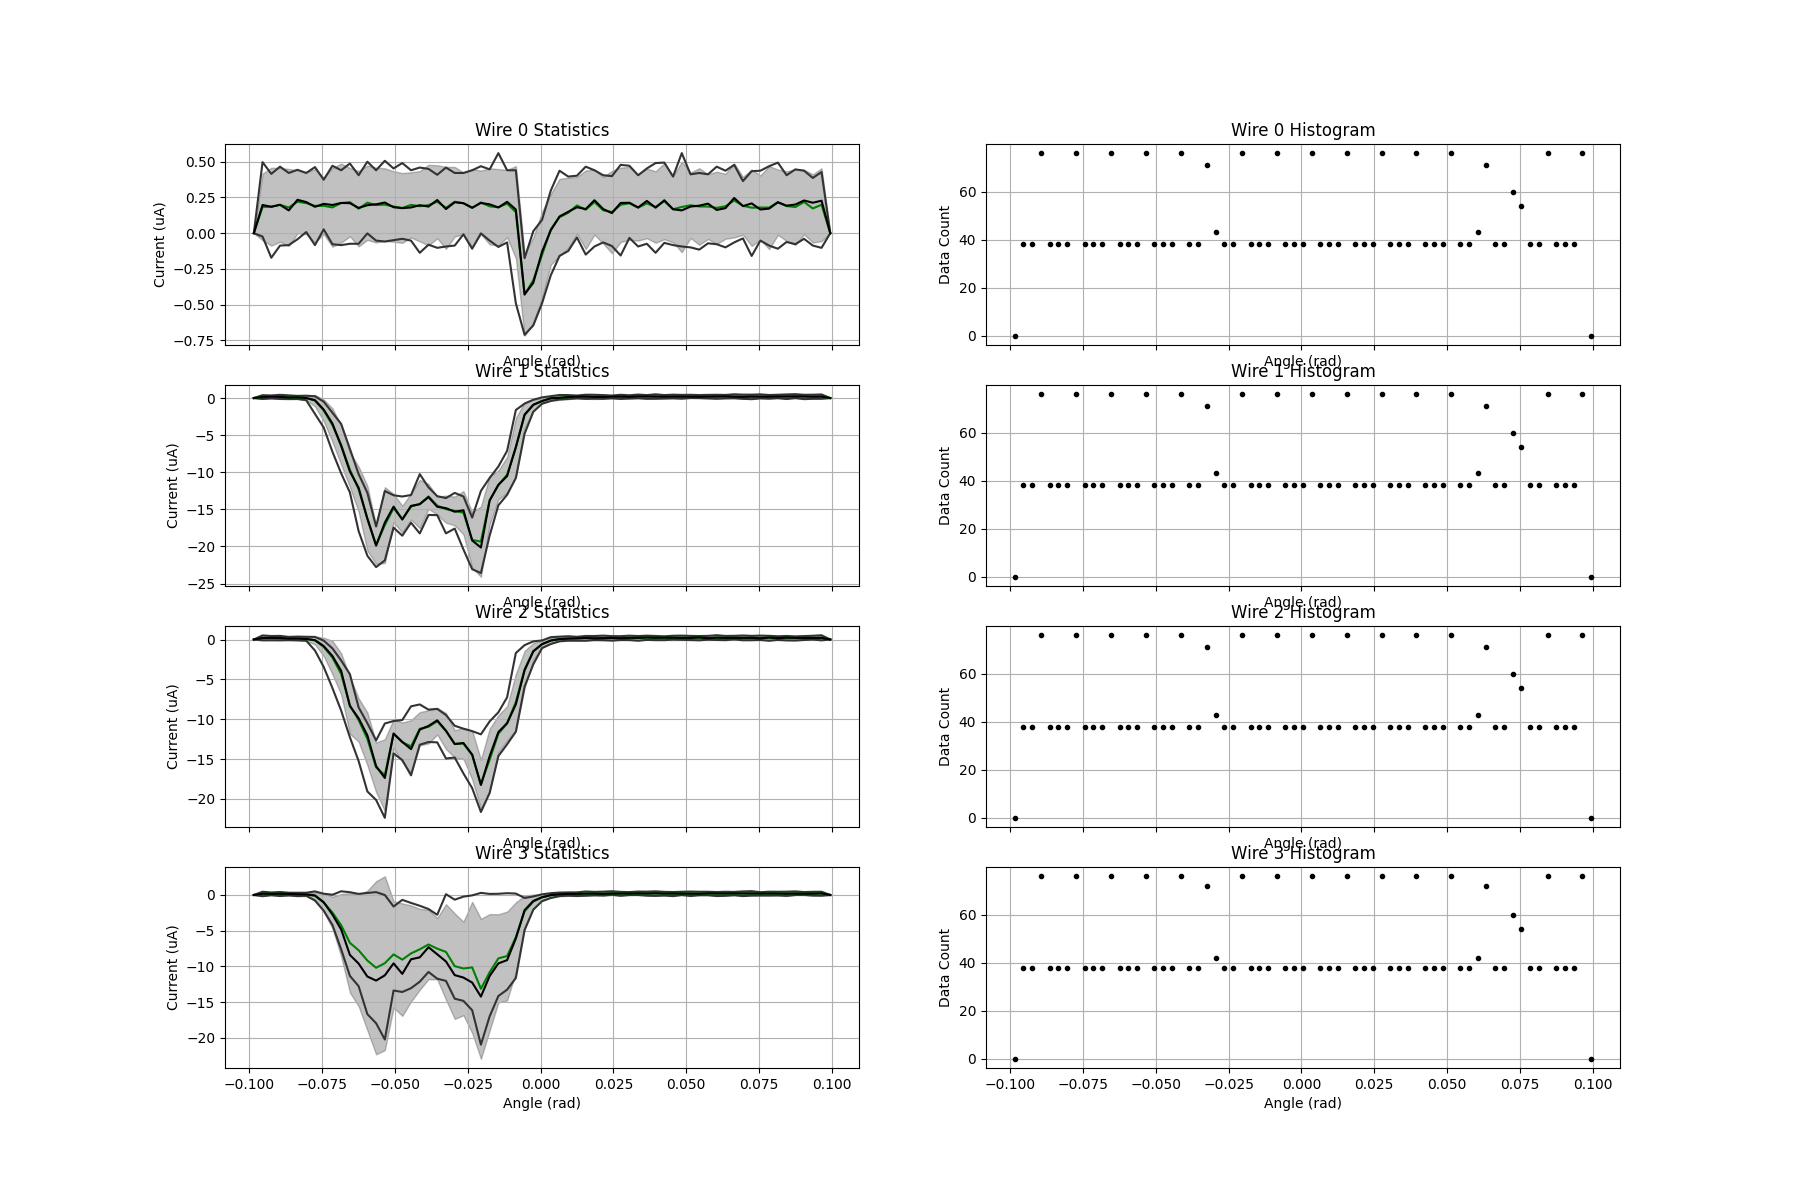 Wire 0 Statistics
Current (uA)
0.50
0.25
0.00
−0.25
−0.50
−0.75
Angle (rad)
Wire 0 Histogram
Data Count
60
40
20
0
Angle (rad)
Wire 1 Statistics
Current (uA)
0
−5
−10
−15
−20
−25
Angle (rad)
Wire 1 Histogram
Data Count
60
40
20
0
Angle (rad)
Wire 2 Statistics
Current (uA)
0
−5
−10
−15
−20
Angle (rad)
Wire 2 Histogram
Data Count
60
40
20
0
Angle (rad)
Wire 3 Statistics
Current (uA)
0
−5
−10
−15
−20
−0.100 −0.075 −0.050 −0.025 0.000 0.025 0.050 0.075 0.100
Angle (rad)
Wire 3 Histogram
Data Count
60
40
20
0
−0.100 −0.075 −0.050 −0.025 0.000 0.025 0.050 0.075 0.100
Angle (rad)